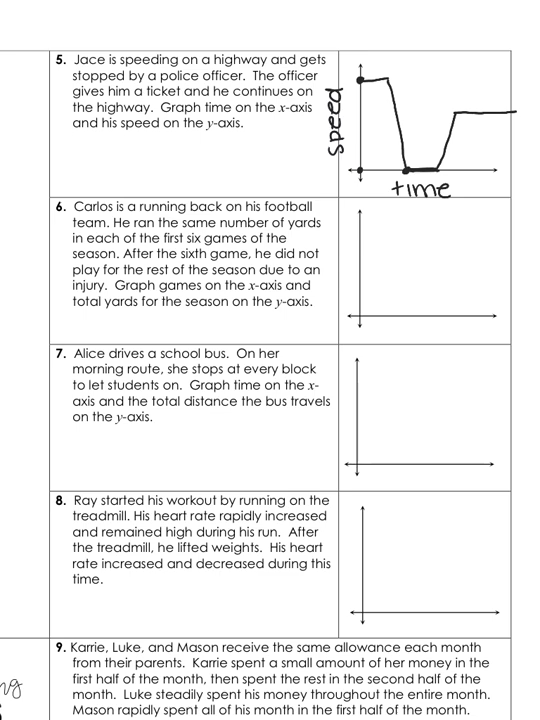 5. Jace is speeding on a highway and gets
stopped by a police officer. The officer
gives him a ticket and he continues on
the highway. Graph time on the x-axis
and his speed on the y-axis.
speed
time
6. Carlos is a running back on his football
team. He ran the same number of yards
in each of the first six games of the
season. After the sixth game, he did not
play for the rest of the season due to an
injury. Graph games on the x-axis and
total yards for the season on the y-axis.
7. Alice drives a school bus. On her
morning route, she stops at every block
to let students on. Graph time on the x-
axis and the total distance the bus travels
on the y-axis.
8. Ray started his workout by running on the
treadmill. His heart rate rapidly increased
and remained high during his run. After
the treadmill, he lifted weights. His heart
rate increased and decreased during this
time.
9. Karrie, Luke, and Mason receive the same allowance each month
from their parents. Karrie spent a small amount of her money in the
first half of the month, then spent the rest in the second half of the
month. Luke steadily spent his money throughout the entire month.
Mason rapidly spent all of his month in the first half of the month.